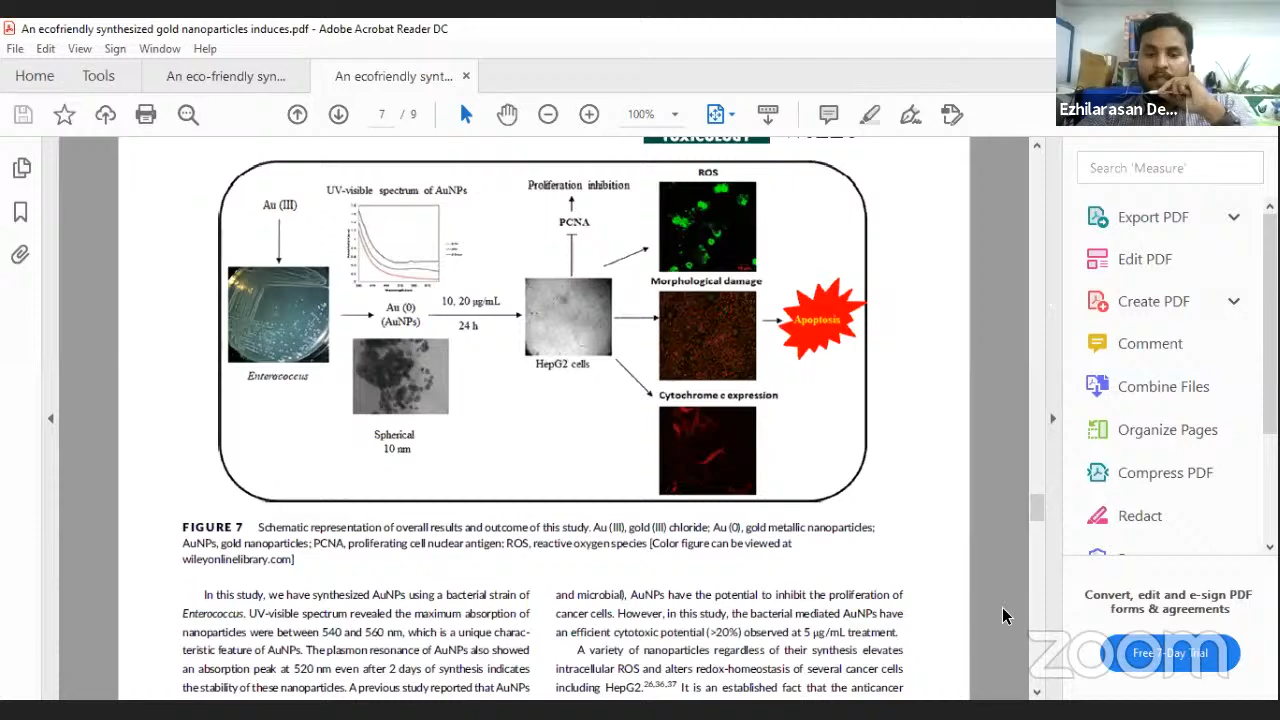 An ecofriendly synthesized gold nanoparticles induces.pdf - Adobe Acrobat Reader DC
File Edit View Sign Window Help
Home Tools An eco-friendly syn... An ecofriendly synt... ×
7 / 9 100%
Ezhilarasan De...
TOXICOLOGY
Search 'Measure'
Export PDF
Edit PDF
Create PDF
Comment
Combine Files
Organize Pages
Compress PDF
Redact
Convert, edit and e-sign PDF
forms & agreements
Free 7-Day Trial
zoom
Au (III)
UV-visible spectrum of AuNPs
Proliferation inhibition
ROS
PCNA
Morphological damage
Au (0)
(AuNPs)
10, 20 µg/mL
24 h
Apoptosis
HepG2 cells
Enterococcus
Cytochrome c expression
Spherical
10 nm
FIGURE 7 Schematic representation of overall results and outcome of this study. Au (III), gold (III) chloride; Au (0), gold metallic nanoparticles;
AuNPs, gold nanoparticles; PCNA, proliferating cell nuclear antigen; ROS, reactive oxygen species [Color figure can be viewed at
wileyonlinelibrary.com]
In this study, we have synthesized AuNPs using a bacterial strain of
Enterococcus. UV-visible spectrum revealed the maximum absorption of
nanoparticles were between 540 and 560 nm, which is a unique charac-
teristic feature of AuNPs. The plasmon resonance of AuNPs also showed
an absorption peak at 520 nm even after 2 days of synthesis indicates
the stability of these nanoparticles. A previous study reported that AuNPs
and microbial), AuNPs have the potential to inhibit the proliferation of
cancer cells. However, in this study, the bacterial mediated AuNPs have
an efficient cytotoxic potential (>20%) observed at 5 µg/mL treatment.
A variety of nanoparticles regardless of their synthesis elevates
intracellular ROS and alters redox-homeostasis of several cancer cells
including HepG2.26,36,37 It is an established fact that the anticancer